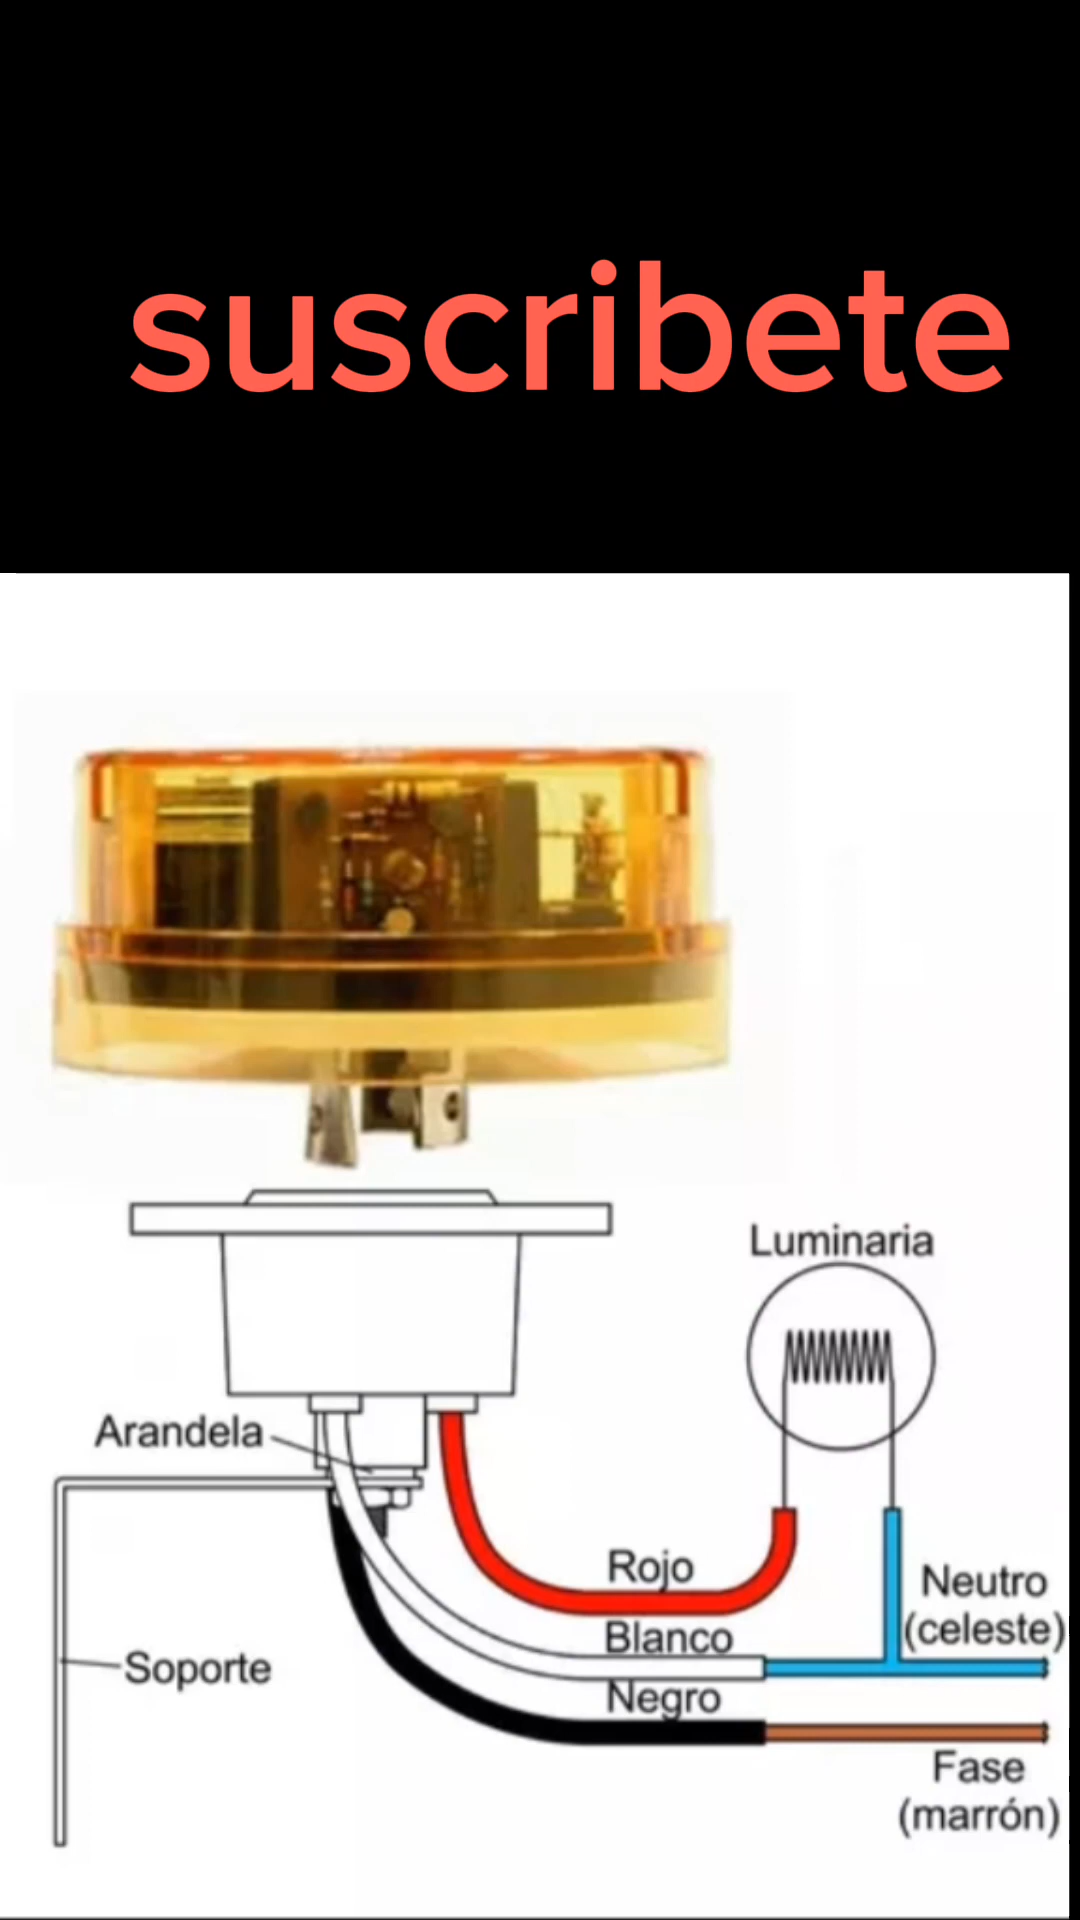 suscribete
Luminaria
Arandela
Rojo
Neutro
(celeste)
Blanco
Soporte
Negro
Fase
(marrón)